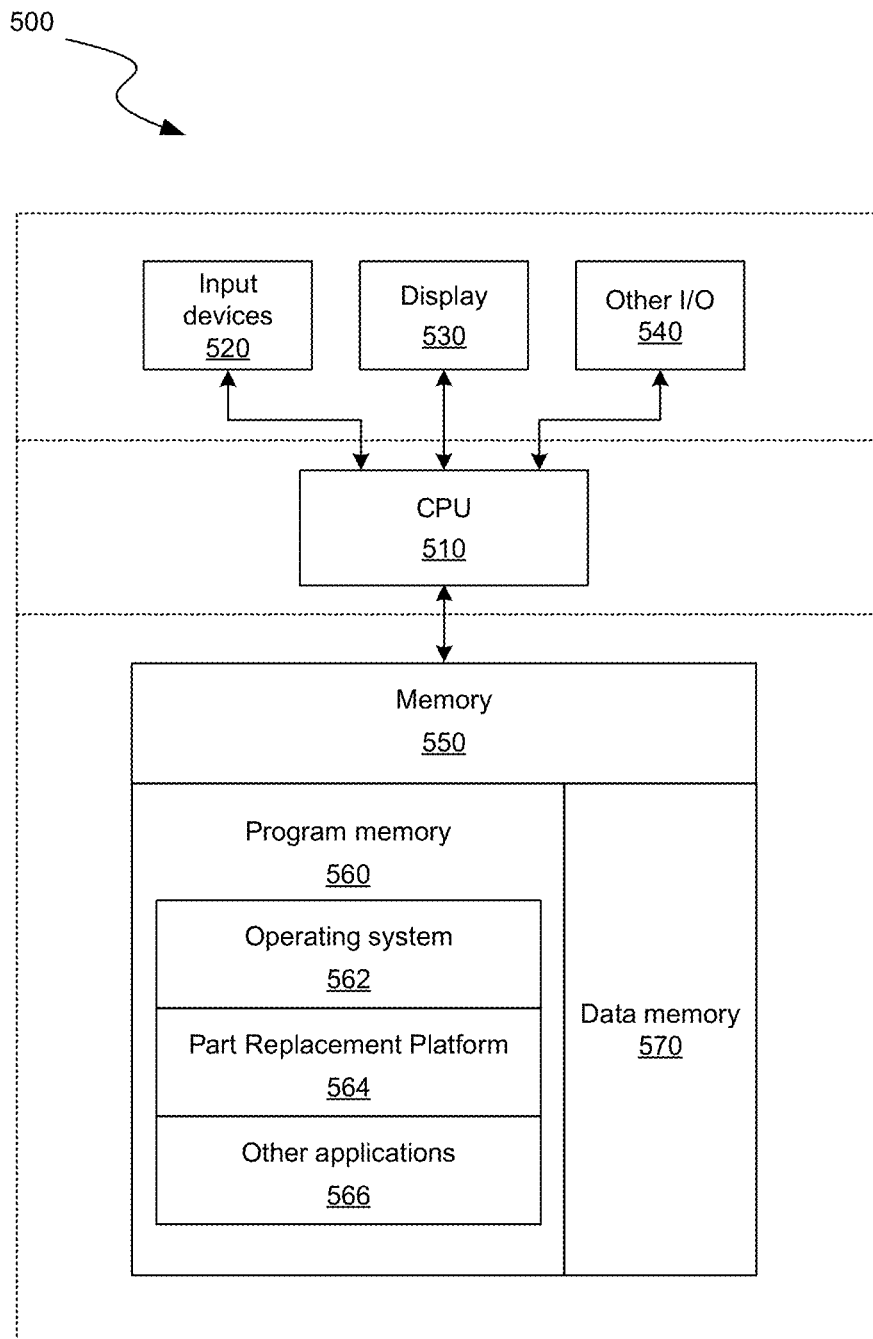 500
Input
devices
520
Display
530
Other I/O
540
CPU
510
Memory
550
Program memory
560
Operating system
562
Part Replacement Platform
564
Other applications
566
Data memory
570